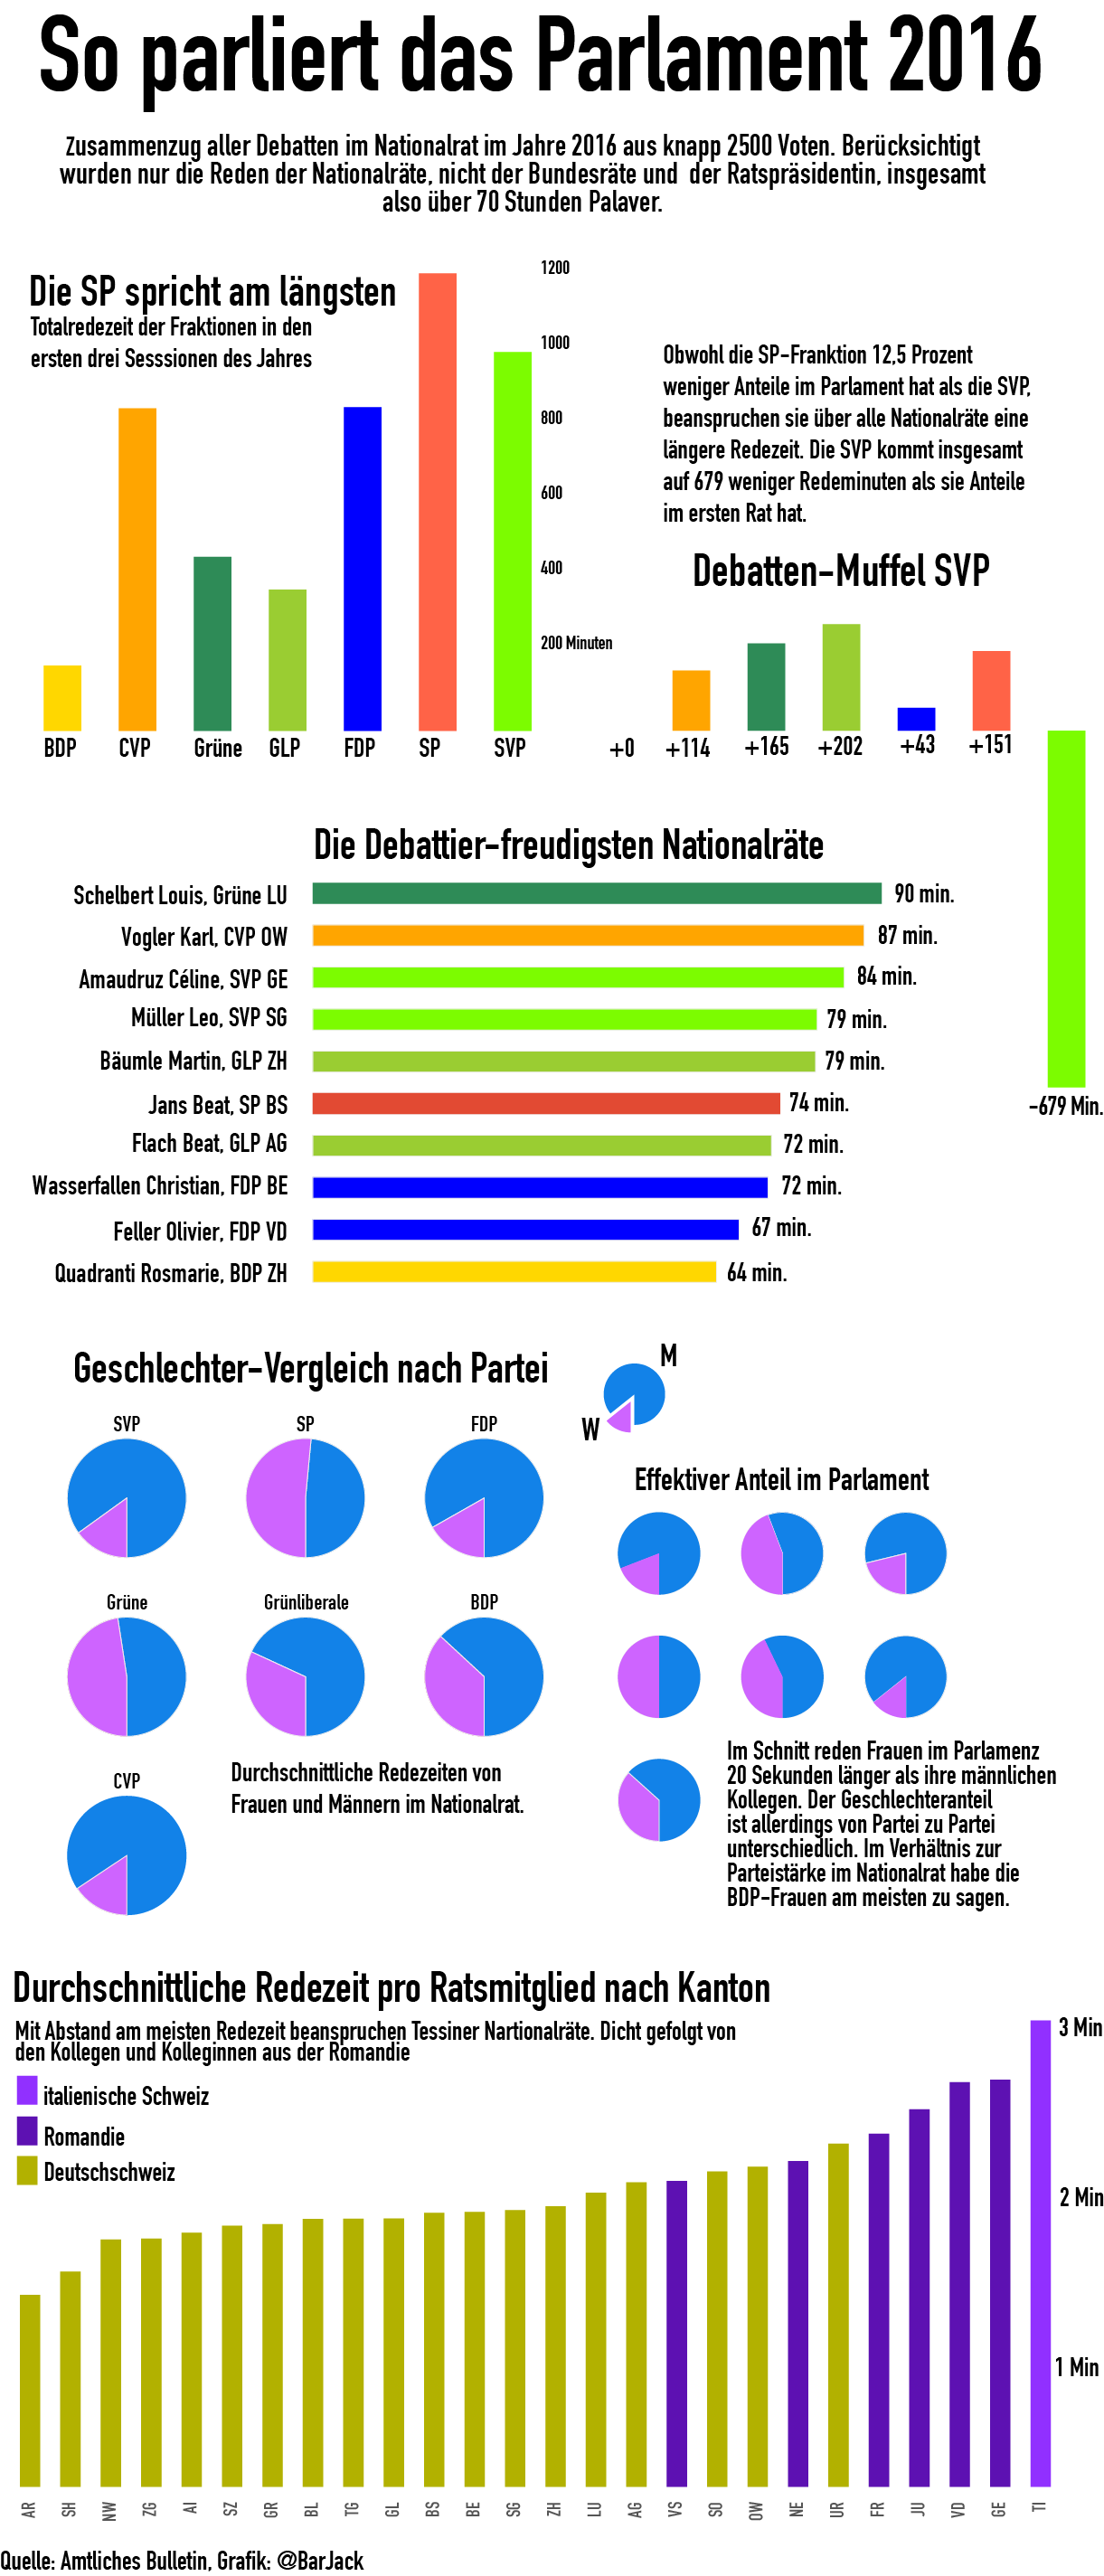 So parliert das Parlament 2016
Zusammenzug aller Debatten im Nationalrat im Jahre 2016 aus knapp 2500 Voten. Berücksichtigt
wurden nur die Reden der Nationalräte, nicht der Bundesräte und der Ratspräsidentin, insgesamt
also über 70 Stunden Palaver.
Die SP spricht am längsten
Totalredezeit der Fraktionen in den
ersten drei Sesssionen des Jahres
1200
1000
800
600
400
200 Minuten
BDP CVP Grüne GLP FDP SP SVP
Obwohl die SP-Franktion 12,5 Prozent
weniger Anteile im Parlament hat als die SVP,
beanspruchen sie über alle Nationalräte eine
längere Redezeit. Die SVP kommt insgesamt
auf 679 weniger Redeminuten als sie Anteile
im ersten Rat hat.
Debatten-Muffel SVP
+0 +114 +165 +202 +43 +151
-679 Min.
Die Debattier-freudigsten Nationalräte
Schelbert Louis, Grüne LU 90 min.
Vogler Karl, CVP OW 87 min.
Amaudruz Céline, SVP GE 84 min.
Müller Leo, SVP SG 79 min.
Bäumle Martin, GLP ZH 79 min.
Jans Beat, SP BS 74 min.
Flach Beat, GLP AG 72 min.
Wasserfallen Christian, FDP BE 72 min.
Feller Olivier, FDP VD 67 min.
Quadranti Rosmarie, BDP ZH 64 min.
Geschlechter-Vergleich nach Partei
M
W
SVP SP FDP
Grüne Grünliberale BDP
CVP
Durchschnittliche Redezeiten von
Frauen und Männern im Nationalrat.
Effektiver Anteil im Parlament
Im Schnitt reden Frauen im Parlamenz
20 Sekunden länger als ihre männlichen
Kollegen. Der Geschlechteranteil
ist allerdings von Partei zu Partei
unterschiedlich. Im Verhältnis zur
Parteistärke im Nationalrat habe die
BDP-Frauen am meisten zu sagen.
Durchschnittliche Redezeit pro Ratsmitglied nach Kanton
Mit Abstand am meisten Redezeit beanspruchen Tessiner Nartionalräte. Dicht gefolgt von
den Kollegen und Kolleginnen aus der Romandie
italienische Schweiz
Romandie
Deutschschweiz
3 Min
2 Min
1 Min
AR SH NW ZG AI SZ GR BL TG GL BS BE SG ZH LU AG VS SO OW NE UR FR JU VD GE TI
Quelle: Amtliches Bulletin, Grafik: @BarJack